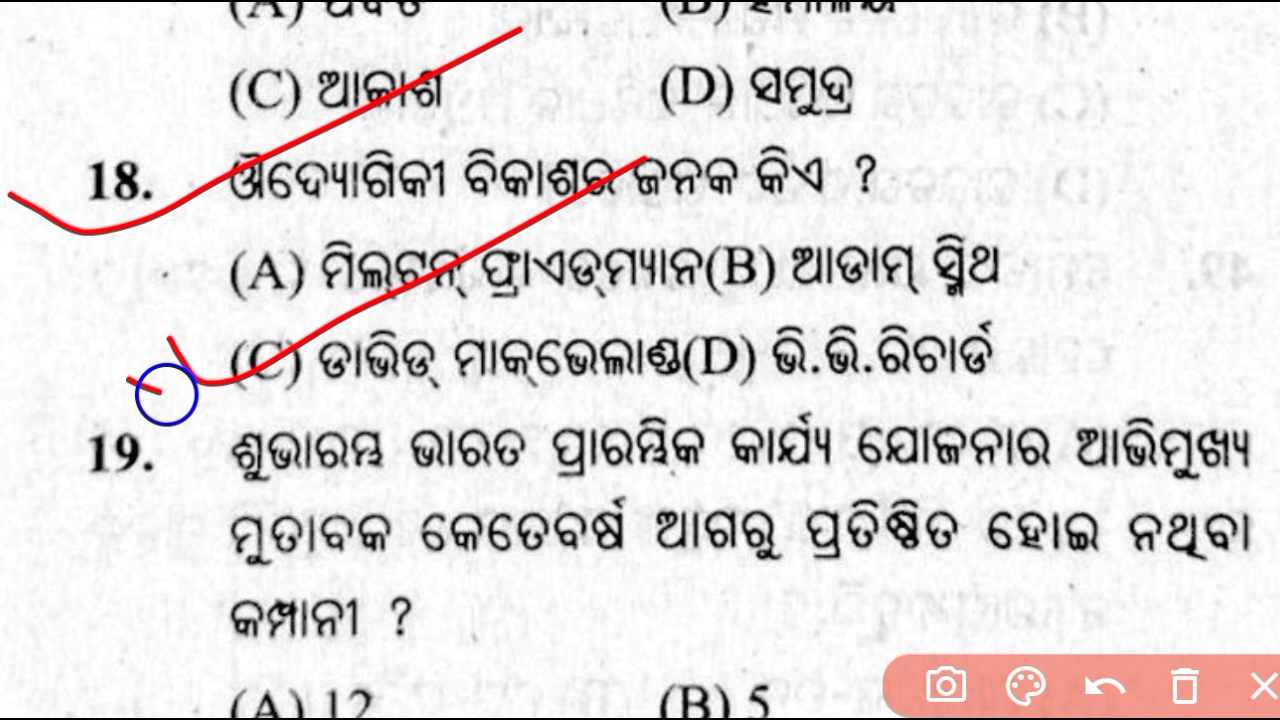 (C) ଆକାଶ (D) ସମୁଦ୍ର
18. ଔଦ୍ୟୋଗିକୀ ବିକାଶର ଜନକ କିଏ ?
(A) ମିଲ୍‌ଟନ୍ ଫ୍ରାଏଡ୍‌ମ୍ୟାନ(B) ଆଡାମ୍ ସ୍ମିଥ
(C) ଡାଭିଡ୍ ମାକ୍‌ଭେଲାଣ୍ଡ(D) ଭି.ଭି.ରିଚାର୍ଡ
19. ଶୁଭାରମ୍ଭ ଭାରତ ପ୍ରାରମ୍ଭିକ କାର୍ଯ୍ୟ ଯୋଜନାର ଆଭିମୁଖ୍ୟ
ମୁତାବକ କେତେବର୍ଷ ଆଗରୁ ପ୍ରତିଷ୍ଠିତ ହୋଇ ନଥିବା
କମ୍ପାନୀ ?
(A) 12 (B) 5